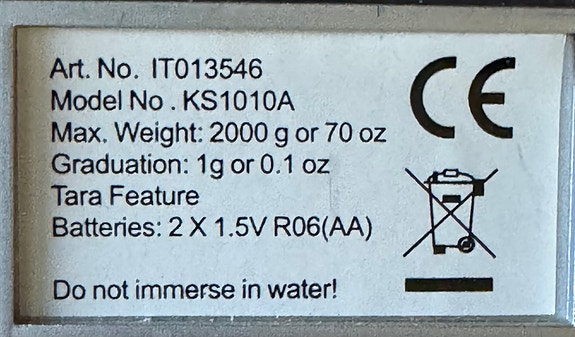 Art. No. IT013546
Model No . KS1010A
Max. Weight: 2000 g or 70 oz
Graduation: 1g or 0.1 oz
Tara Feature
Batteries: 2 X 1.5V R06(AA)
Do not immerse in water!
CE